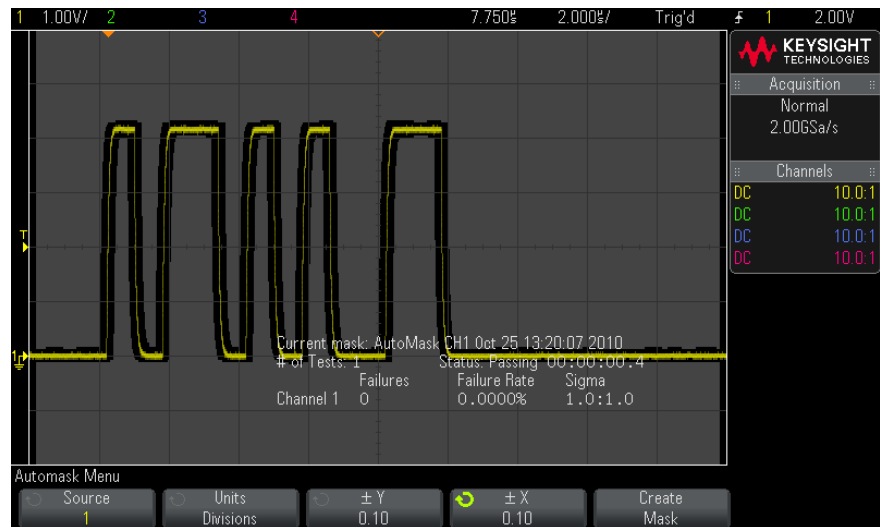 1 1.00V/ 2 3 4 7.750s 2.000s/ Trig'd 1 2.00V
KEYSIGHT
TECHNOLOGIES
Acquisition
Normal
2.00GSa/s
Channels
DC 10.0:1
DC 10.0:1
DC 10.0:1
DC 10.0:1
T
1
Current mask: AutoMask CH1 Oct 25 13:20:07 2010
# of Tests: 1 Status: Passing 00:00:00.4
Failures Failure Rate Sigma
Channel 1 0 0.0000% 1.0:1.0
Automask Menu
Source Units ± Y ± X Create
1 Divisions 0.10 0.10 Mask